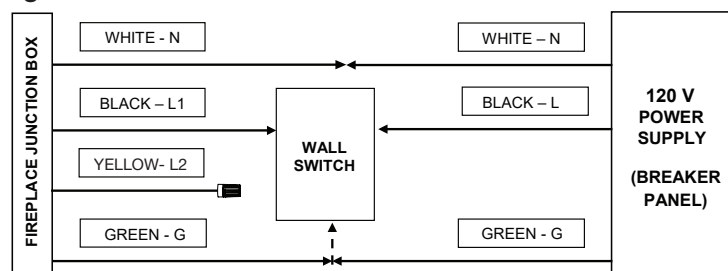 FIREPLACE JUNCTION BOX
WHITE - N
WHITE – N
BLACK – L1
BLACK – L
YELLOW- L2
GREEN - G
GREEN - G
WALL
SWITCH
120 V
POWER
SUPPLY
(BREAKER
PANEL)